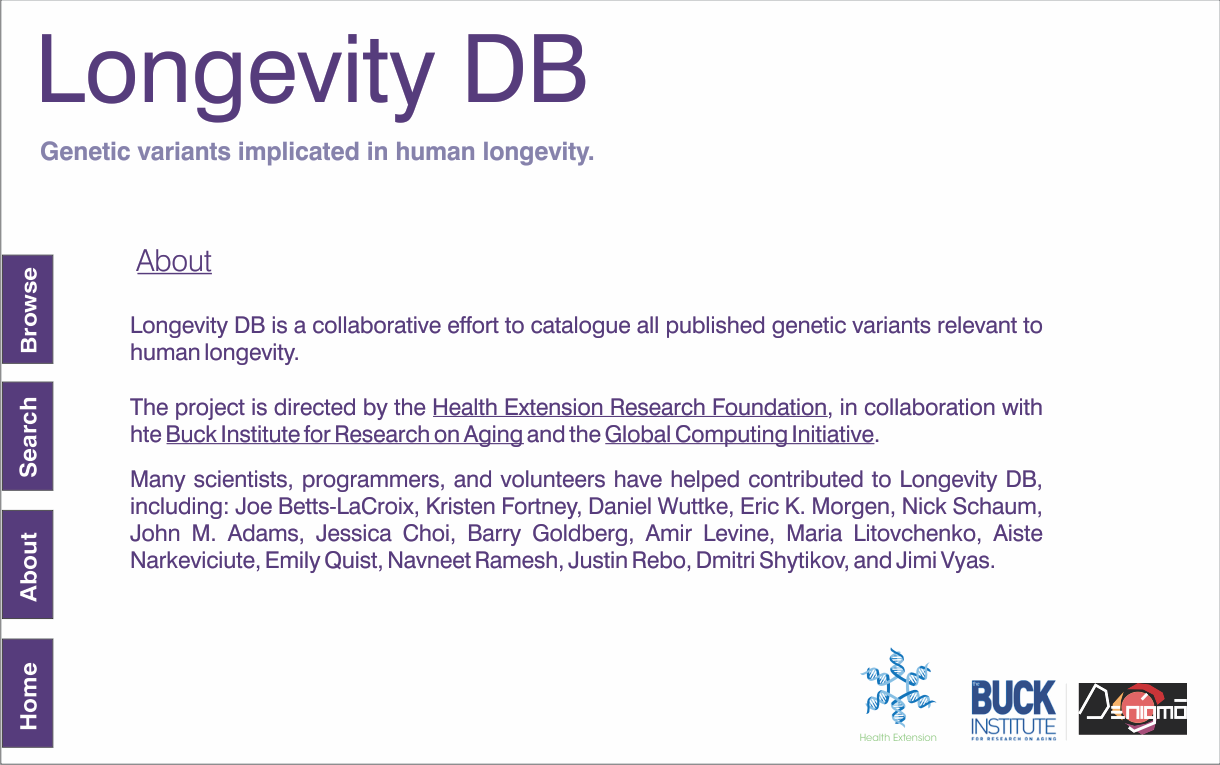 Longevity DB
Genetic variants implicated in human longevity.
Browse
Search
About
Home
About
Longevity DB is a collaborative effort to catalogue all published genetic variants relevant to
human longevity.
The project is directed by the Health Extension Research Foundation, in collaboration with
hte Buck Institute for Research on Aging and the Global Computing Initiative.
Many scientists, programmers, and volunteers have helped contributed to Longevity DB,
including: Joe Betts-LaCroix, Kristen Fortney, Daniel Wuttke, Eric K. Morgen, Nick Schaum,
John M. Adams, Jessica Choi, Barry Goldberg, Amir Levine, Maria Litovchenko, Aiste
Narkeviciute, Emily Quist, Navneet Ramesh, Justin Rebo, Dmitri Shytikov, and Jimi Vyas.
Health Extension
the
BUCK
INSTITUTE
FOR RESEARCH ON AGING
Denigma